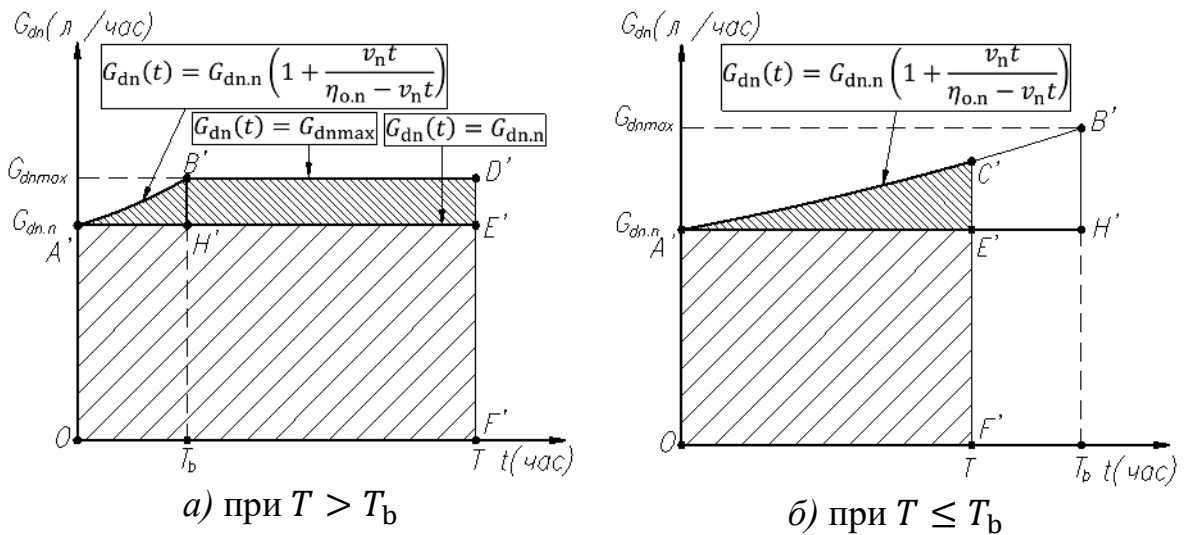 G_dn(л /час)
G_dn(t) = G_dn.n (1 + v_n t / (η_o.n − v_n t))
G_dn(t) = G_dnmax
G_dn(t) = G_dn.n
B'
D'
G_dnmax
G_dn.n
A'
H'
E'
O
F'
T_b
T
t(час)
а) при T > T_b
G_dn(л /час)
G_dn(t) = G_dn.n (1 + v_n t / (η_o.n − v_n t))
G_dnmax
B'
C'
G_dn.n
A'
E'
H'
O
F'
T
T_b
t(час)
б) при T ≤ T_b